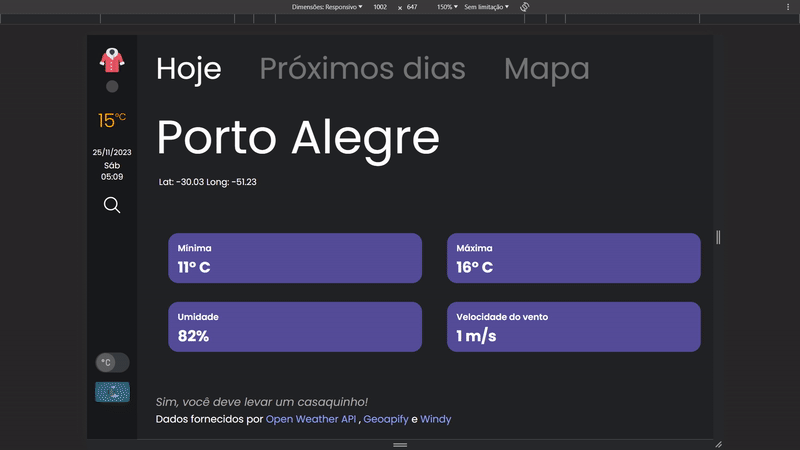 Dimensões: Responsivo 1002 × 647 150% Sem limitação
Hoje Próximos dias Mapa
15°C
25/11/2023
Sáb
05:09
Porto Alegre
Lat: -30.03 Long: -51.23
Mínima
11° C
Máxima
16° C
Umidade
82%
Velocidade do vento
1 m/s
°C
Sim, você deve levar um casaquinho!
Dados fornecidos por Open Weather API , Geoapify e Windy